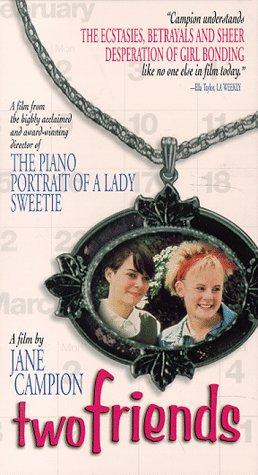 "Campion understands
THE ECSTASIES, BETRAYALS AND SHEER
DESPERATION OF GIRL BONDING
like no one else in film today."
—Ella Taylor, LA WEEKLY
A film from
the highly acclaimed
and award-winning
director of
THE PIANO
PORTRAIT OF A LADY
SWEETIE
A film by
JANE
CAMPION
two friends